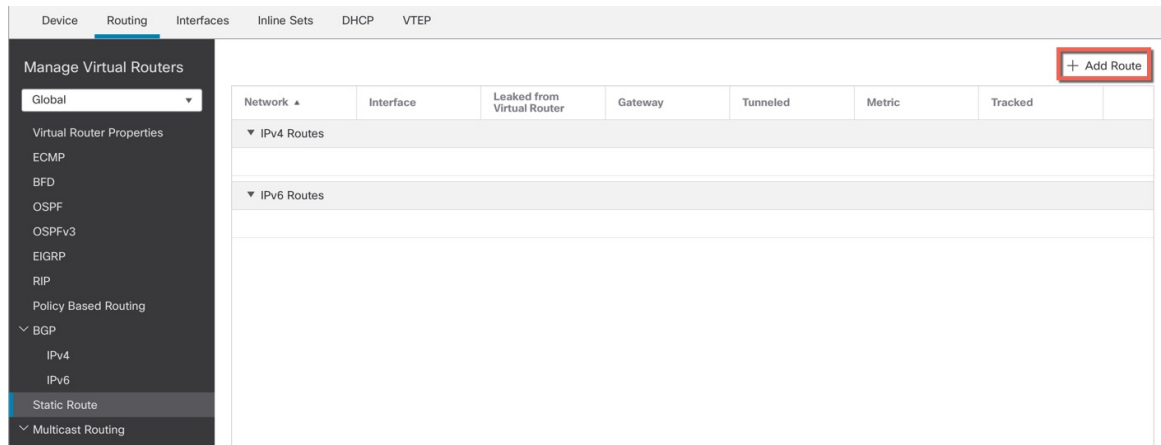 Device Routing Interfaces Inline Sets DHCP VTEP
Manage Virtual Routers
Global
Virtual Router Properties
ECMP
BFD
OSPF
OSPFv3
EIGRP
RIP
Policy Based Routing
BGP
IPv4
IPv6
Static Route
Multicast Routing
+ Add Route
Network Interface Leaked from Virtual Router Gateway Tunneled Metric Tracked
IPv4 Routes
IPv6 Routes